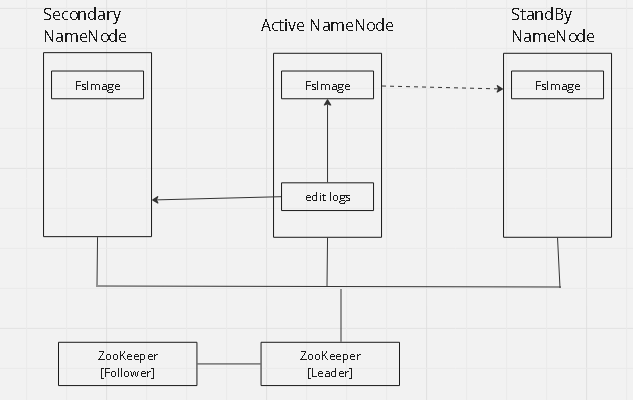 Secondary
NameNode
Active NameNode
StandBy
NameNode
FsImage
FsImage
FsImage
edit logs
ZooKeeper
[Follower]
ZooKeeper
[Leader]